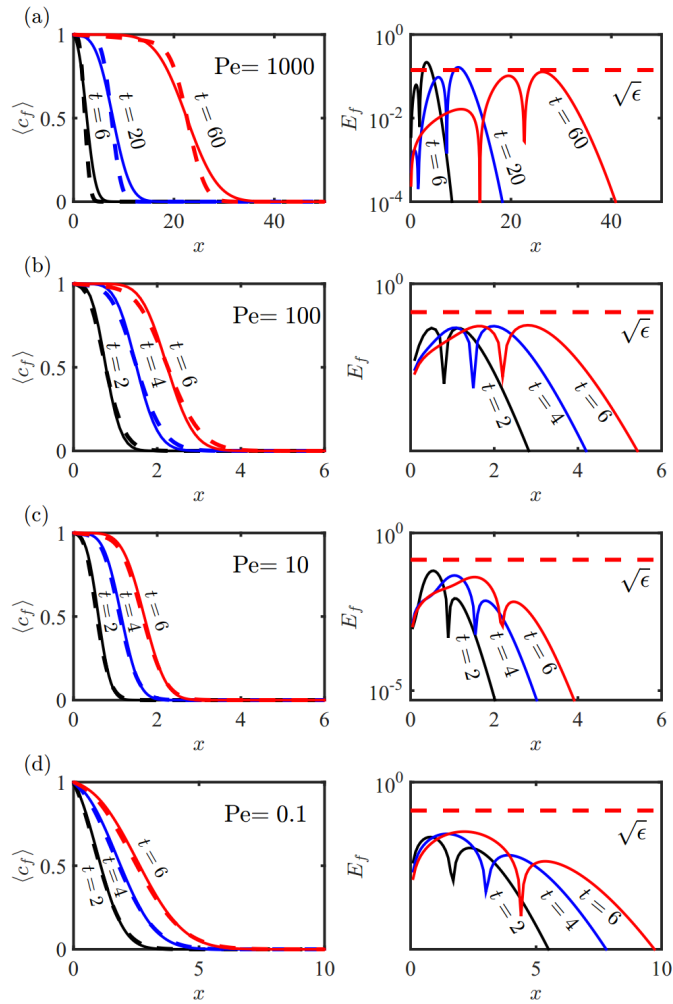 (a)
1
0.5
0
⟨c_f⟩
Pe= 1000
t = 6
t = 20
t = 60
0 20 40
x
10^0
10^-2
10^-4
E_f
√ϵ
t = 6
t = 20
t = 60
0 20 40
x
(b)
1
0.5
0
⟨c_f⟩
Pe= 100
t = 2
t = 4
t = 6
0 2 4 6
x
10^0
E_f
√ϵ
t = 2
t = 4
t = 6
0 2 4 6
x
(c)
1
0.5
0
⟨c_f⟩
Pe= 10
t = 2
t = 4
t = 6
0 2 4 6
x
10^0
10^-5
E_f
√ϵ
t = 2
t = 4
t = 6
0 2 4 6
x
(d)
1
0.5
0
⟨c_f⟩
Pe= 0.1
t = 2
t = 4
t = 6
0 5 10
x
10^0
E_f
√ϵ
t = 2
t = 4
t = 6
0 5 10
x